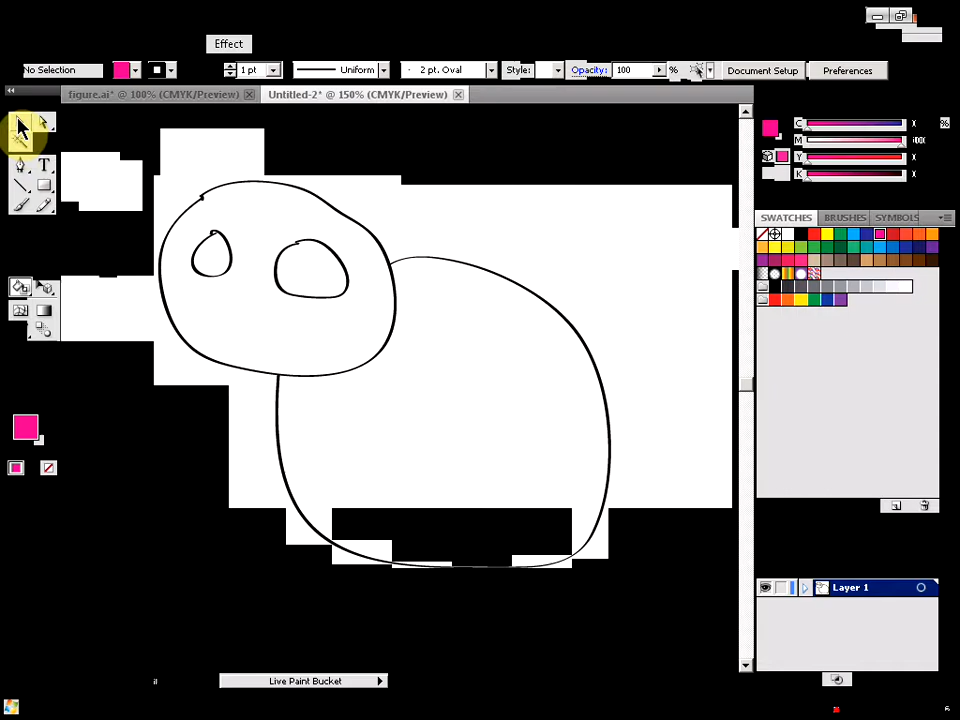 Effect
No Selection
1 pt
Uniform
2 pt. Oval
Style:
Opacity: 100 %
Document Setup
Preferences
figure.ai* @ 100% (CMYK/Preview)
Untitled-2* @ 150% (CMYK/Preview)
T
C %
M
Y
K
SWATCHES BRUSHES SYMBOLS
Layer 1
Live Paint Bucket